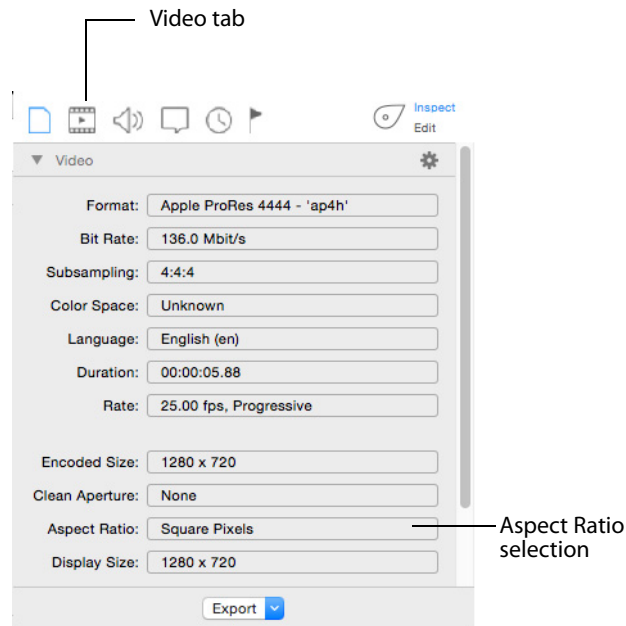 Video tab
Inspect
Edit
Video
Format: Apple ProRes 4444 - 'ap4h'
Bit Rate: 136.0 Mbit/s
Subsampling: 4:4:4
Color Space: Unknown
Language: English (en)
Duration: 00:00:05.88
Rate: 25.00 fps, Progressive
Encoded Size: 1280 x 720
Clean Aperture: None
Aspect Ratio: Square Pixels
Aspect Ratio
selection
Display Size: 1280 x 720
Export